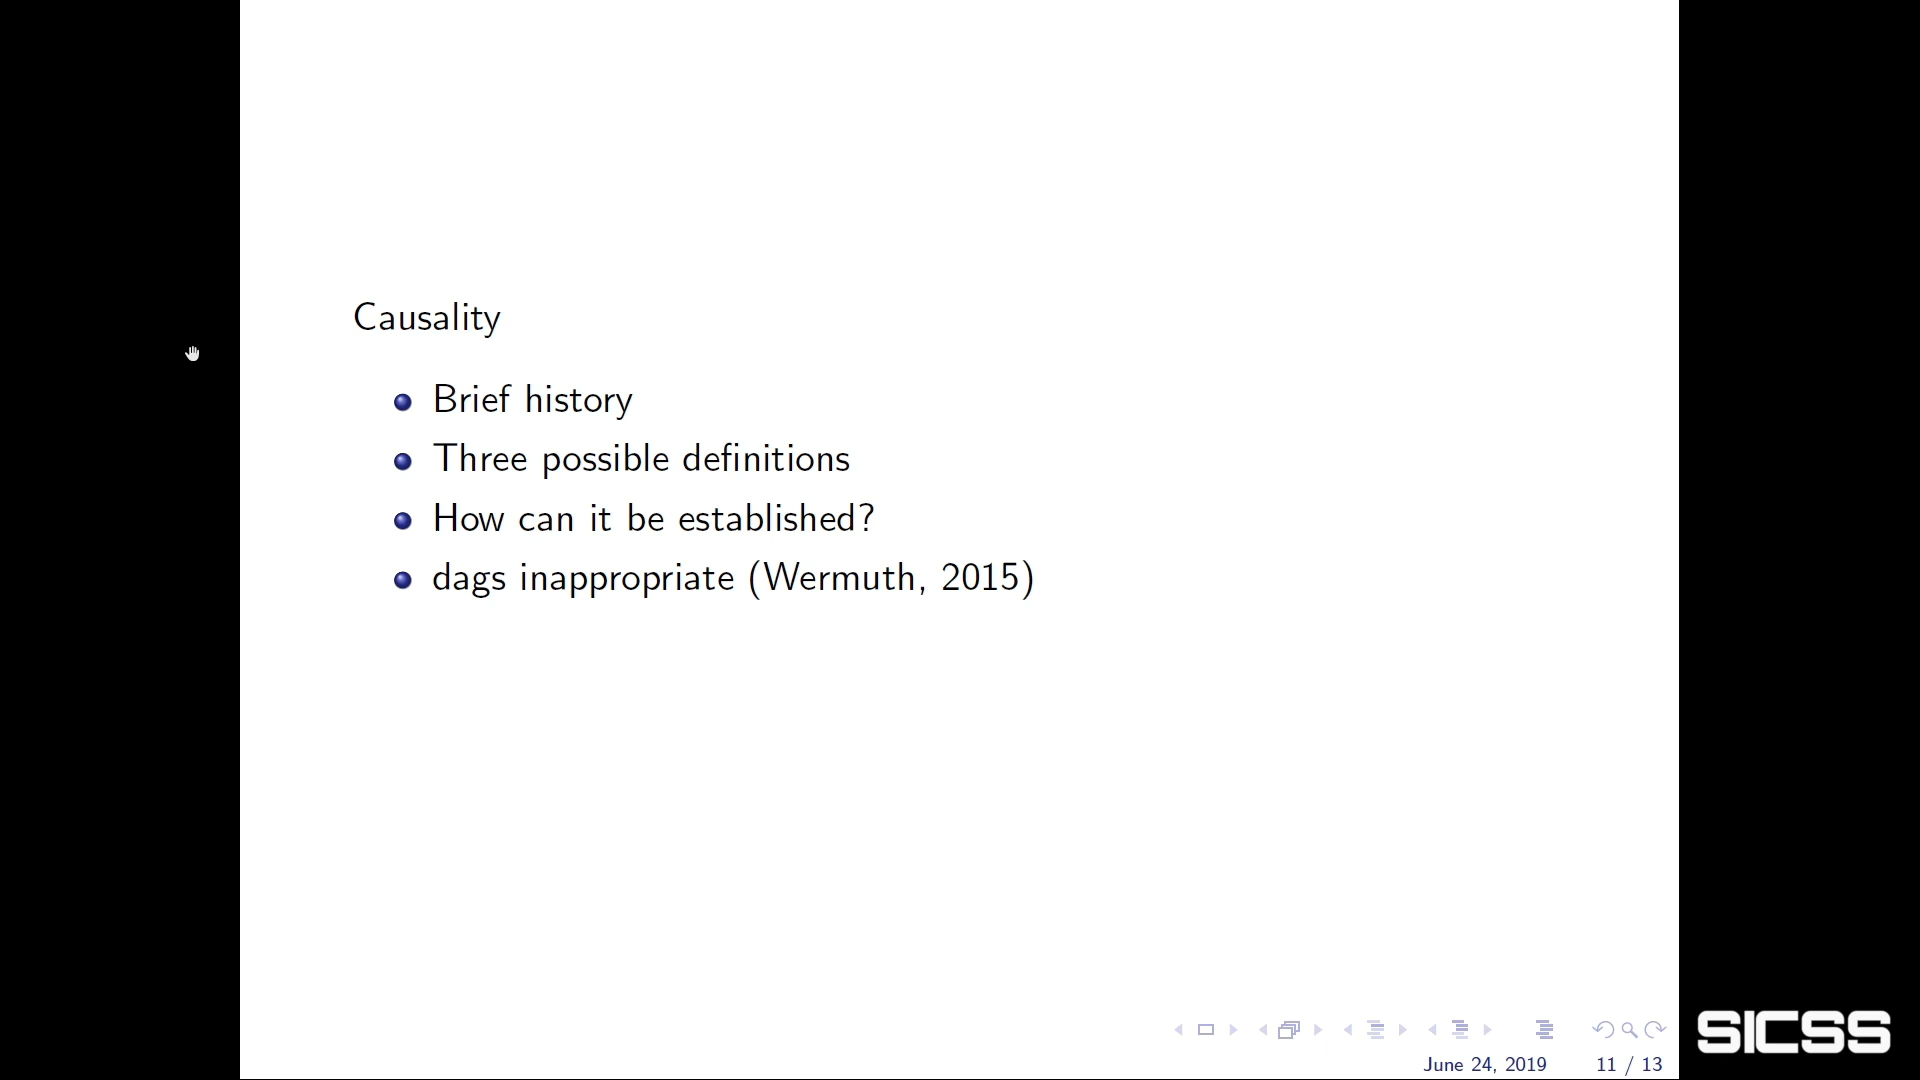 Causality
Brief history
Three possible definitions
How can it be established?
dags inappropriate (Wermuth, 2015)
June 24, 2019 11 / 13
SICSS